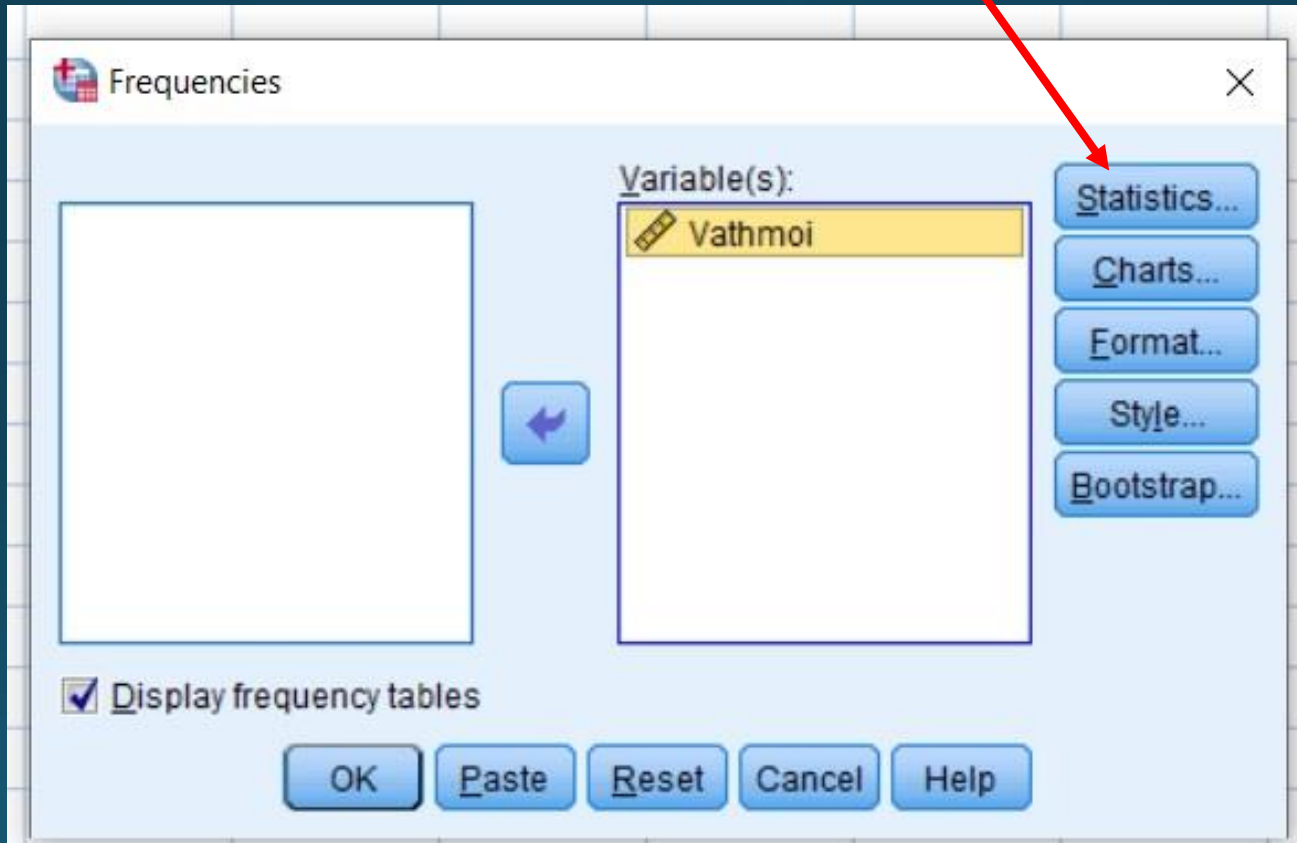 Frequencies
Variable(s):
Vathmoi
Statistics...
Charts...
Format...
Style...
Bootstrap...
Display frequency tables
OK Paste Reset Cancel Help